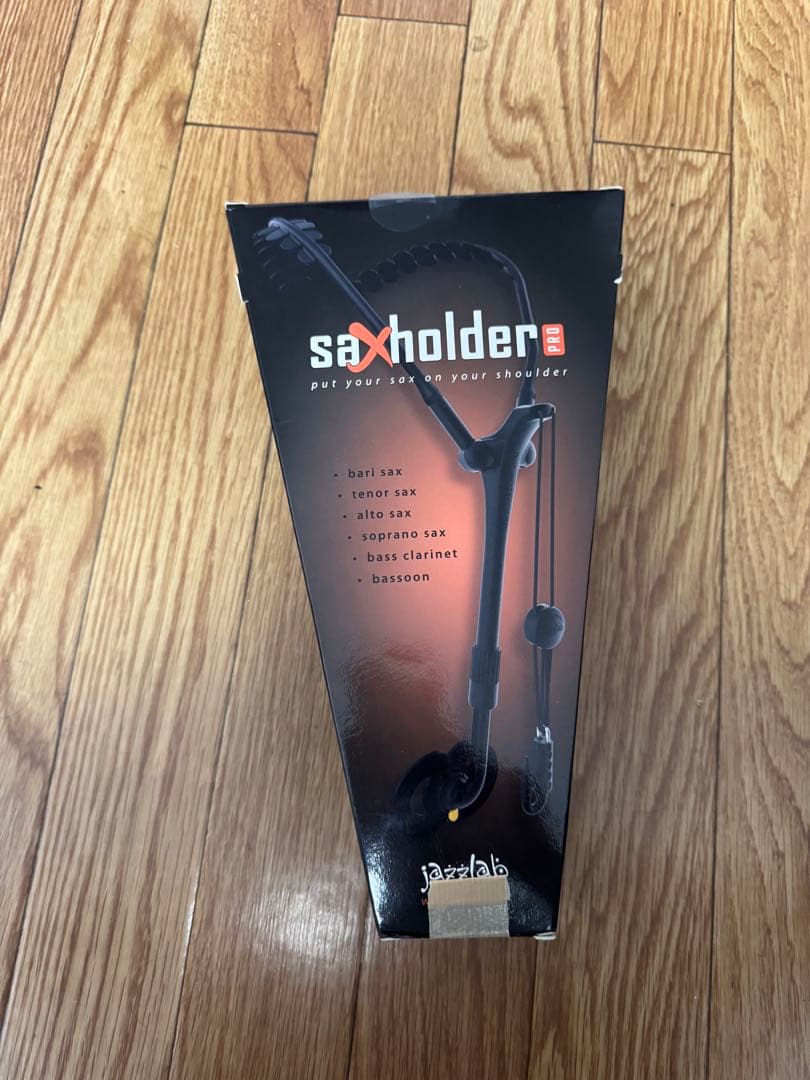 saxholder PRO
put your sax on your shoulder
• bari sax
• tenor sax
• alto sax
• soprano sax
• bass clarinet
• bassoon
jazzlab